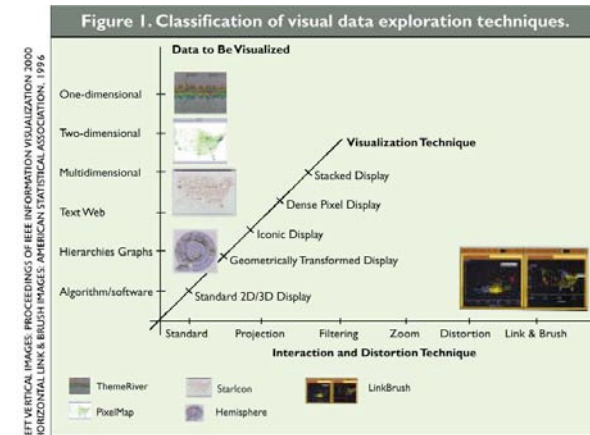 Figure 1. Classification of visual data exploration techniques.
LEFT VERTICAL IMAGES: PROCEEDINGS OF IEEE INFORMATION VISUALIZATION 2000
HORIZONTAL LINK & BRUSH IMAGES: AMERICAN STATISTICAL ASSOCIATION, 1996
Data to Be Visualized
One-dimensional
Two-dimensional
Multidimensional
Text Web
Hierarchies Graphs
Algorithm/software
Visualization Technique
Stacked Display
Dense Pixel Display
Iconic Display
Geometrically Transformed Display
Standard 2D/3D Display
Standard Projection Filtering Zoom Distortion Link & Brush
Interaction and Distortion Technique
ThemeRiver StarIcon LinkBrush
PixelMap Hemisphere